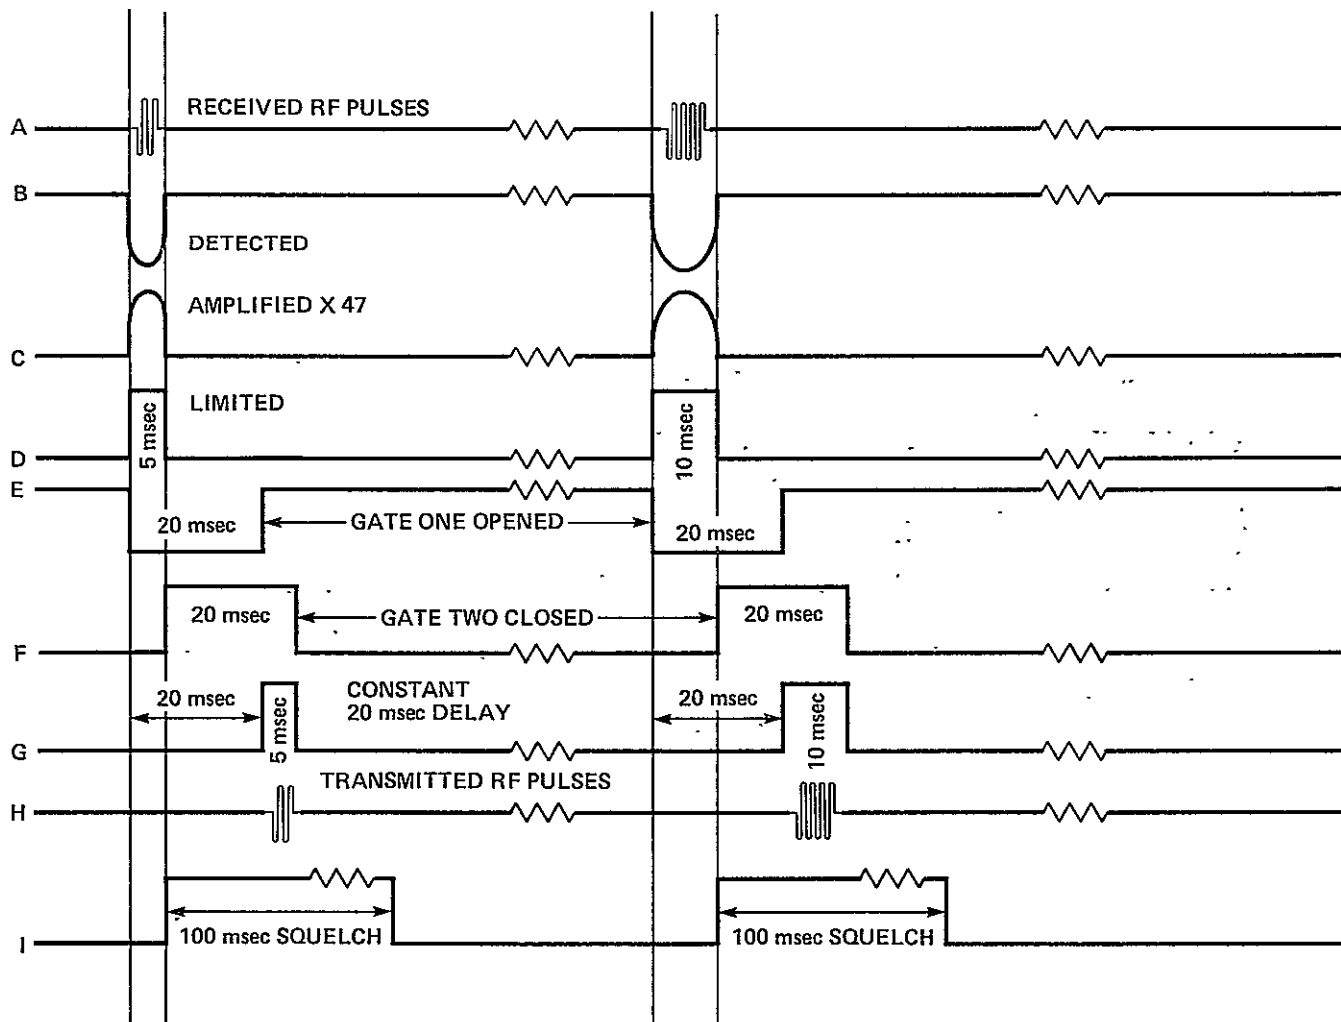 A
RECEIVED RF PULSES
B
DETECTED
AMPLIFIED X 47
C
LIMITED
5 msec
10 msec
D
E
20 msec
GATE ONE OPENED
20 msec
20 msec
GATE TWO CLOSED
20 msec
F
20 msec
CONSTANT
20 msec DELAY
20 msec
5 msec
10 msec
G
TRANSMITTED RF PULSES
H
100 msec SQUELCH
100 msec SQUELCH
I